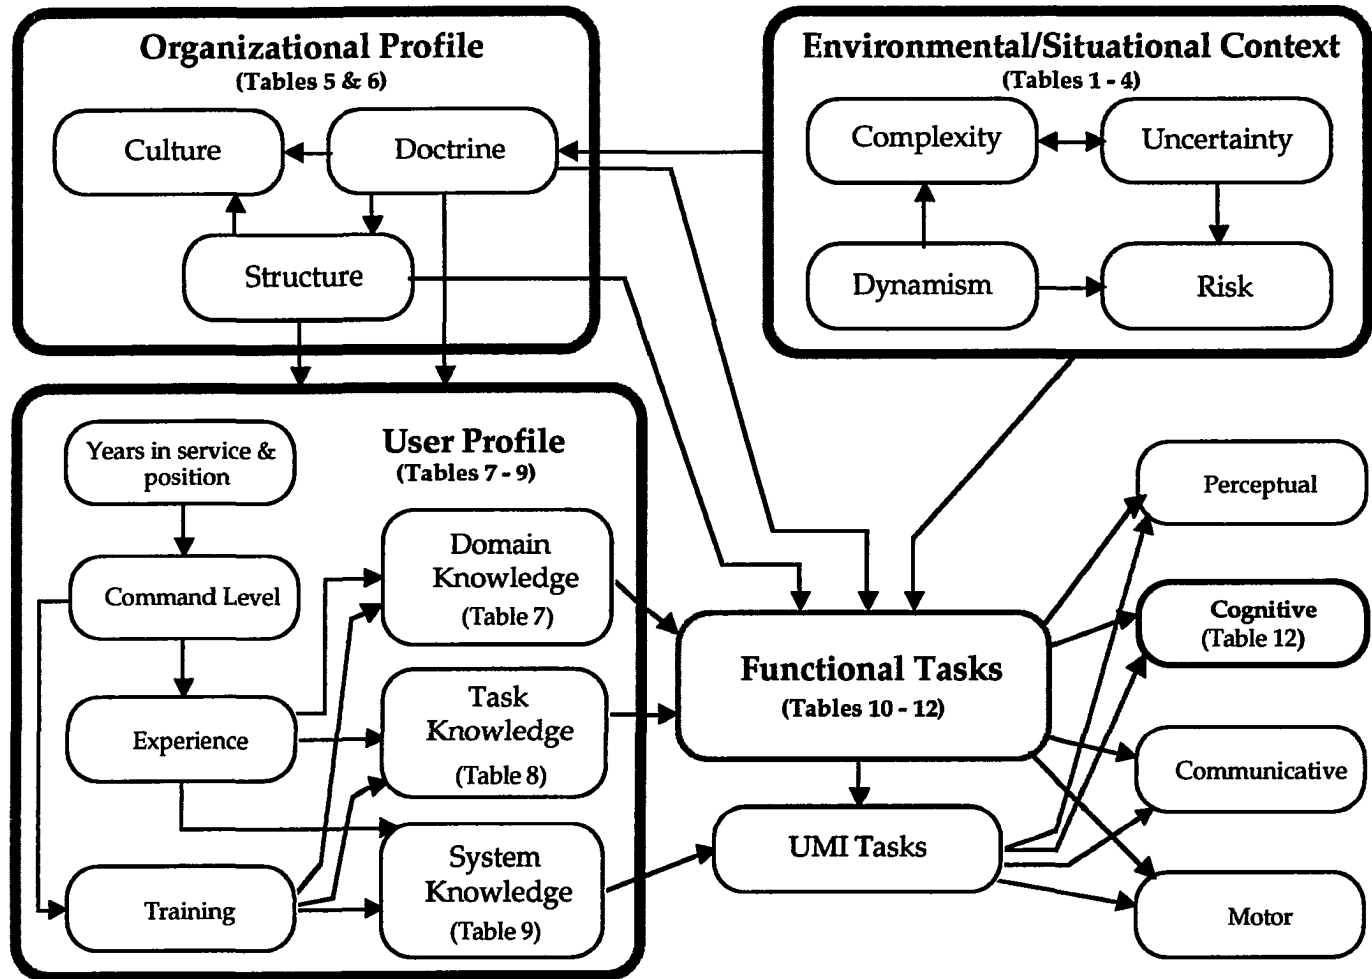 Organizational Profile
(Tables 5 & 6)
Culture
Doctrine
Structure
Environmental/Situational Context
(Tables 1 - 4)
Complexity
Uncertainty
Dynamism
Risk
User Profile
(Tables 7 - 9)
Years in service &
position
Command Level
Experience
Training
Domain
Knowledge
(Table 7)
Task
Knowledge
(Table 8)
System
Knowledge
(Table 9)
Functional Tasks
(Tables 10 - 12)
UMI Tasks
Perceptual
Cognitive
(Table 12)
Communicative
Motor